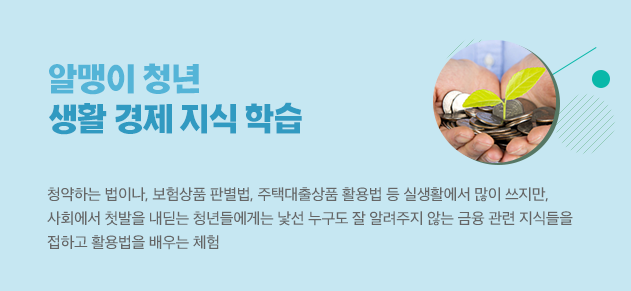 알맹이 청년
생활 경제 지식 학습
청약하는 법이나, 보험상품 판별법, 주택대출상품 활용법 등 실생활에서 많이 쓰지만,
사회에서 첫발을 내딛는 청년들에게는 낯선 누구도 잘 알려주지 않는 금융 관련 지식들을
접하고 활용법을 배우는 체험